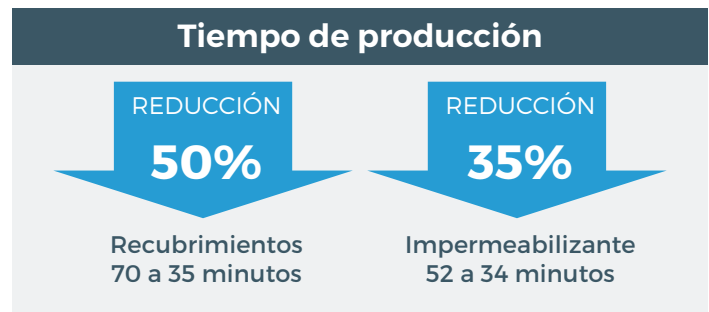 Tiempo de producción
REDUCCIÓN
50%
Recubrimientos
70 a 35 minutos
REDUCCIÓN
35%
Impermeabilizante
52 a 34 minutos